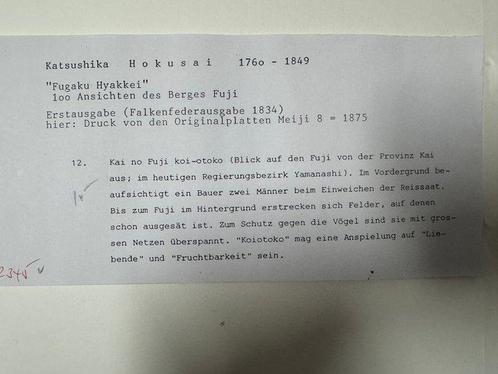 Katsushika Hokusai 176o - 1849
"Fugaku Hyakkei"
1oo Ansichten des Berges Fuji
Erstausgabe (Falkenfederausgabe 1834)
hier: Druck von den Originalplatten Meiji 8 = 1875
12. Kai no Fuji koi-otoko (Blick auf den Fuji von der Provinz Kai
aus; im heutigen Regierungsbezirk Yamanashi). Im Vordergrund be-
aufsichtigt ein Bauer zwei Männer beim Einweichen der Reissaat.
Bis zum Fuji im Hintergrund erstrecken sich Felder, auf denen
schon ausgesät ist. Zum Schutz gegen die Vögel sind sie mit gros-
sen Netzen überspannt. "Koiotoko" mag eine Anspielung auf "Lie-
bende" und "Fruchtbarkeit" sein.